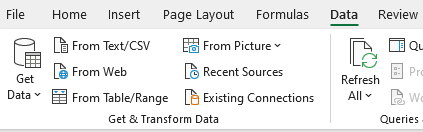 File Home Insert Page Layout Formulas Data Review
From Text/CSV From Picture
Get Data From Web Recent Sources Refresh All
From Table/Range Existing Connections
Get & Transform Data Queries